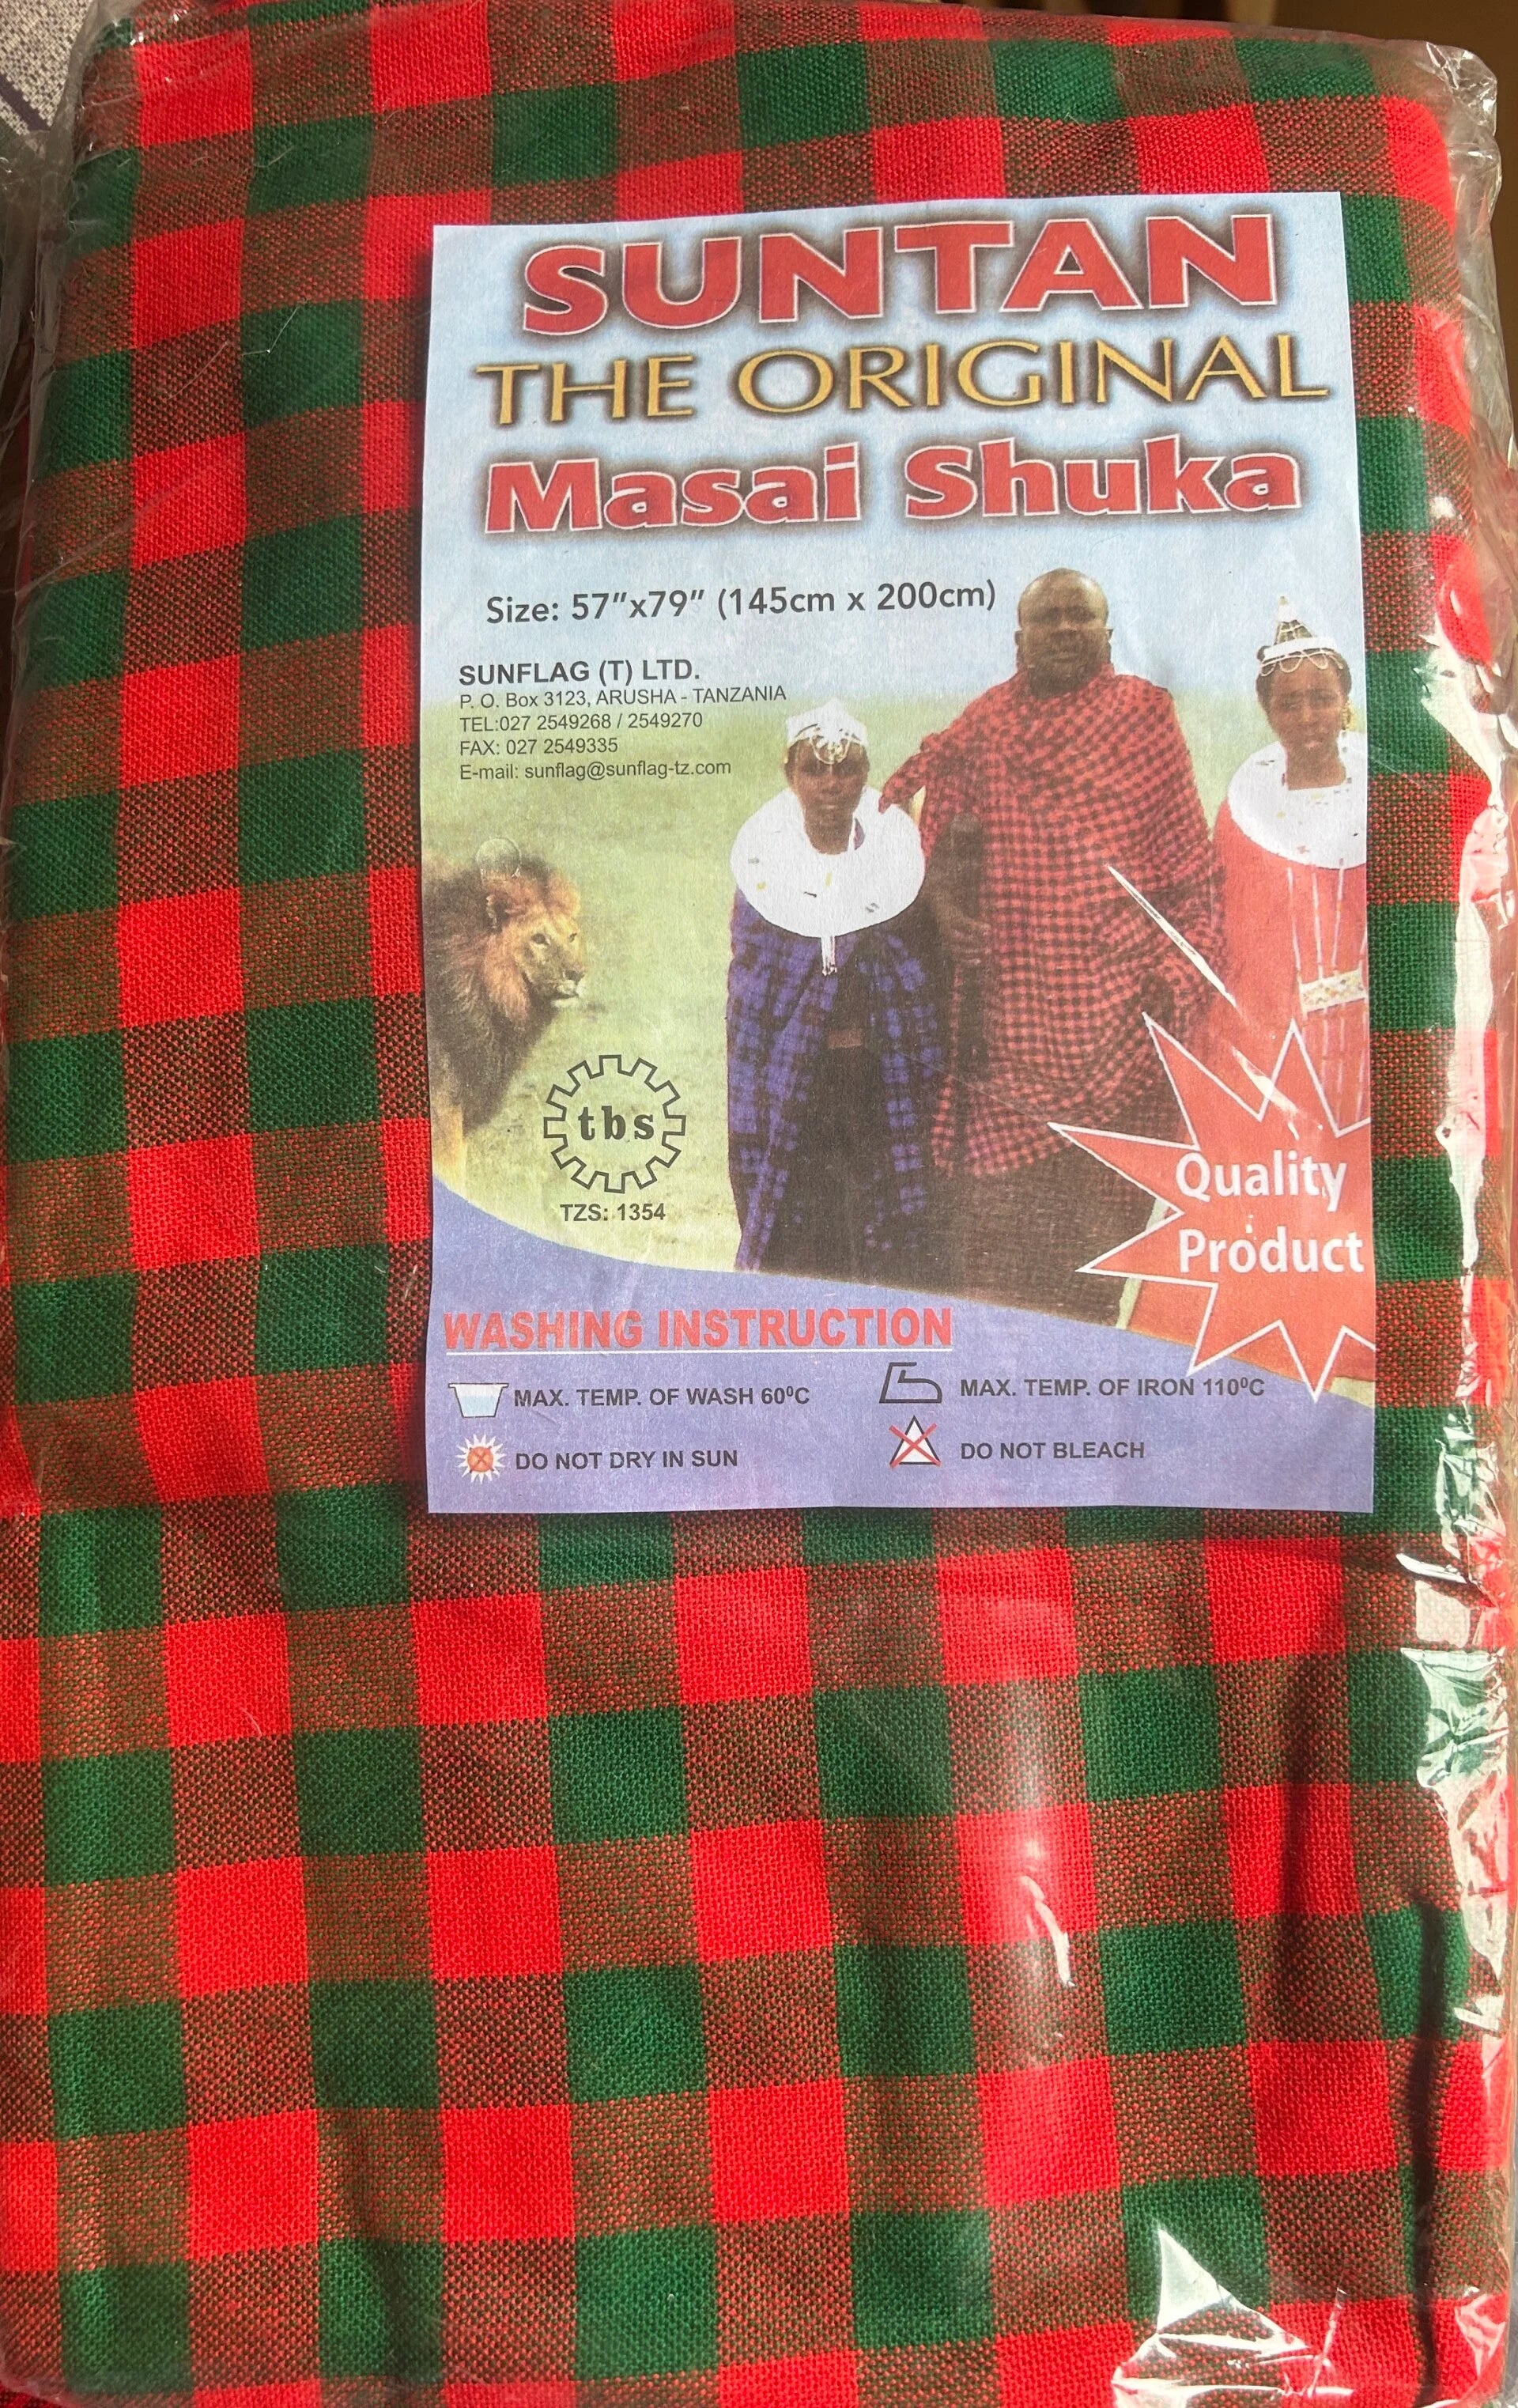 SUNTAN
THE ORIGINAL
Masai Shuka
Size: 57"x79" (145cm x 200cm)
SUNFLAG (T) LTD.
P. O. Box 3123, ARUSHA - TANZANIA
TEL:027 2549268 / 2549270
FAX: 027 2549335
E-mail: sunflag@sunflag-tz.com
tbs
TZS: 1354
Quality
Product
WASHING INSTRUCTION
MAX. TEMP. OF WASH 60⁰C
MAX. TEMP. OF IRON 110⁰C
DO NOT DRY IN SUN
DO NOT BLEACH